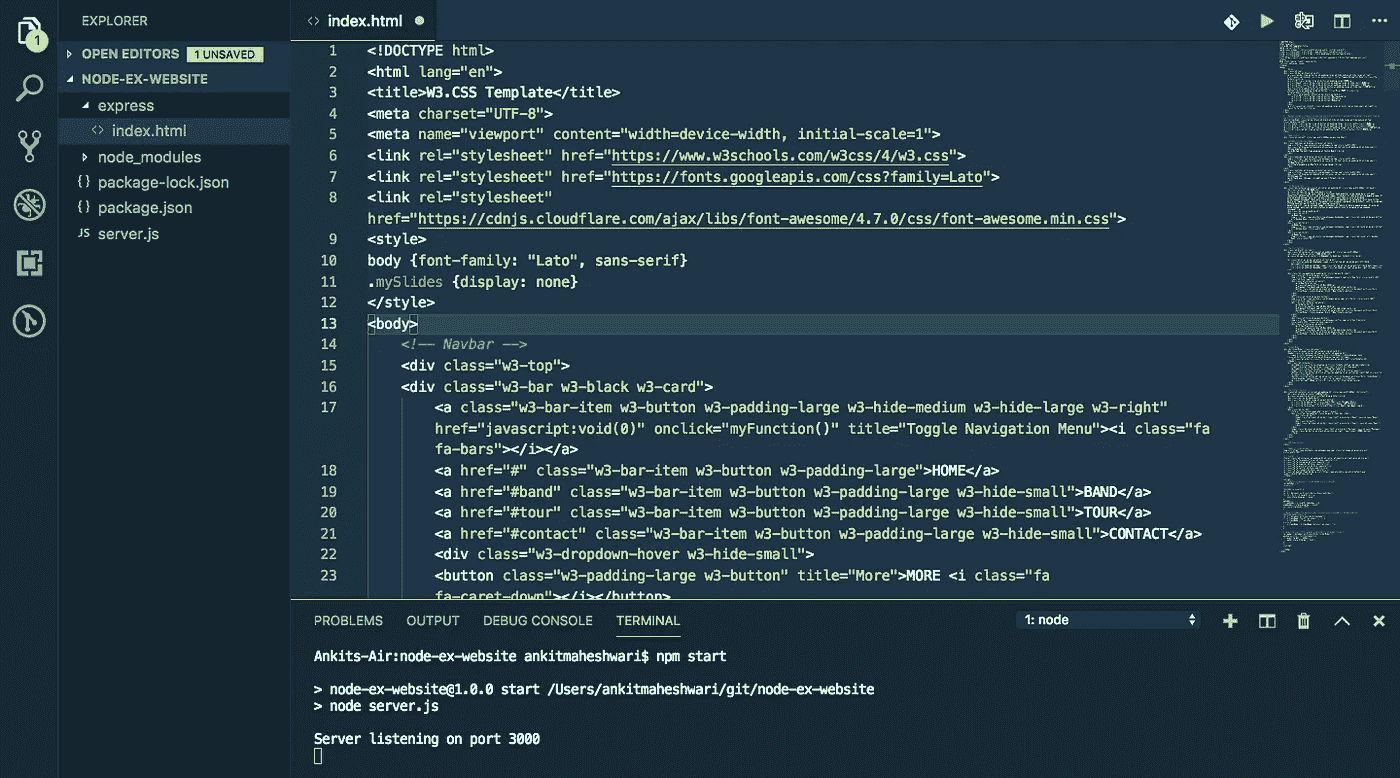 EXPLORER
OPEN EDITORS 1 UNSAVED
NODE-EX-WEBSITE
express
<> index.html
node_modules
{} package-lock.json
{} package.json
JS server.js
1
<> index.html
1 <!DOCTYPE html>
2 <html lang="en">
3 <title>W3.CSS Template</title>
4 <meta charset="UTF-8">
5 <meta name="viewport" content="width=device-width, initial-scale=1">
6 <link rel="stylesheet" href="https://www.w3schools.com/w3css/4/w3.css">
7 <link rel="stylesheet" href="https://fonts.googleapis.com/css?family=Lato">
8 <link rel="stylesheet"
href="https://cdnjs.cloudflare.com/ajax/libs/font-awesome/4.7.0/css/font-awesome.min.css">
9 <style>
10 body {font-family: "Lato", sans-serif}
11 .mySlides {display: none}
12 </style>
13 <body>
14 <!-- Navbar -->
15 <div class="w3-top">
16 <div class="w3-bar w3-black w3-card">
17 <a class="w3-bar-item w3-button w3-padding-large w3-hide-medium w3-hide-large w3-right"
href="javascript:void(0)" onclick="myFunction()" title="Toggle Navigation Menu"><i class="fa
fa-bars"></i></a>
18 <a href="#" class="w3-bar-item w3-button w3-padding-large">HOME</a>
19 <a href="#band" class="w3-bar-item w3-button w3-padding-large w3-hide-small">BAND</a>
20 <a href="#tour" class="w3-bar-item w3-button w3-padding-large w3-hide-small">TOUR</a>
21 <a href="#contact" class="w3-bar-item w3-button w3-padding-large w3-hide-small">CONTACT</a>
22 <div class="w3-dropdown-hover w3-hide-small">
23 <button class="w3-padding-large w3-button" title="More">MORE <i class="fa
fa-caret-down"></i></button>
PROBLEMS OUTPUT DEBUG CONSOLE TERMINAL 1: node
Ankits-Air:node-ex-website ankitmaheshwari$ npm start
> node-ex-website@1.0.0 start /Users/ankitmaheshwari/git/node-ex-website
> node server.js
Server listening on port 3000